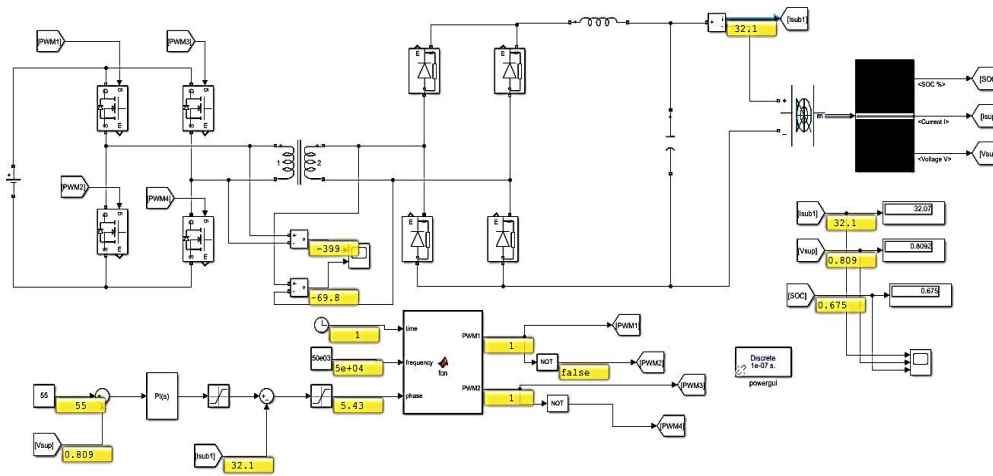 [PWM1]
[PWM3]
[PWM2]
[PWM4]
1
2
-399
-69.8
32.1
[Isub1]
m
<SOC %>
<Current I>
<Voltage V>
[SO
[Isup
[Vsu
[Isub1]
32.1
32.07
[Vsup]
0.809
0.8092
[SOC]
0.675
0.675
1
50e03
5e+04
time
frequency
phase
fcn
PWM1
PWM2
1
1
[PWM1]
NOT
false
[PWM2]
[PWM3]
NOT
[PWM4]
Discrete
1e-07 s.
powergui
55
55
PI(s)
5.43
[Vsup]
0.809
[Isub1]
32.1